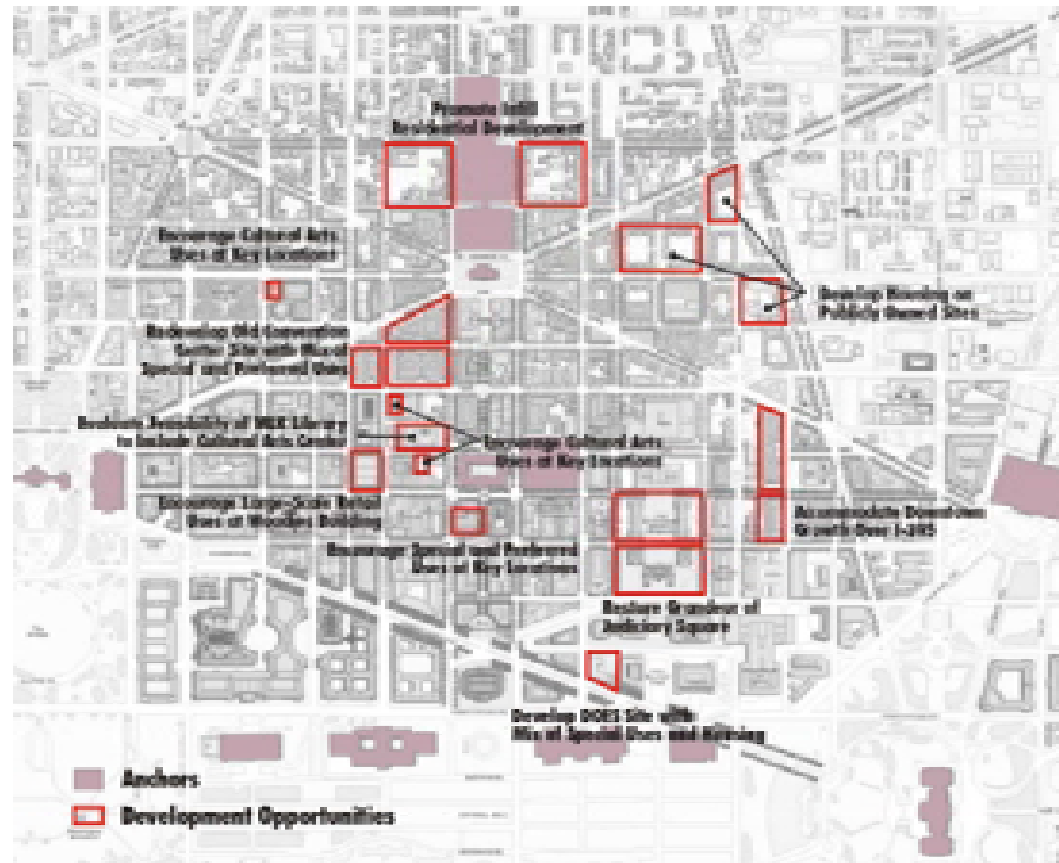 Promote Infill
Residential Development
Encourage Cultural Arts
Uses at Key Locations
Redevelop Old Convention
Center Site with Mix of
Special and Preferred Uses
Develop Housing on
Publicly Owned Sites
Evaluate Feasibility of MLK Library
to Include Cultural Arts Center
Encourage Cultural Arts
Uses at Key Locations
Encourage Large-Scale Retail
Uses at Woodies Building
Accommodate Downtown
Growth Over I-395
Encourage Special and Preferred
Uses at Key Locations
Restore Grandeur of
Judiciary Square
Develop DOES Site with
Mix of Special Uses and Housing
Anchors
Development Opportunities